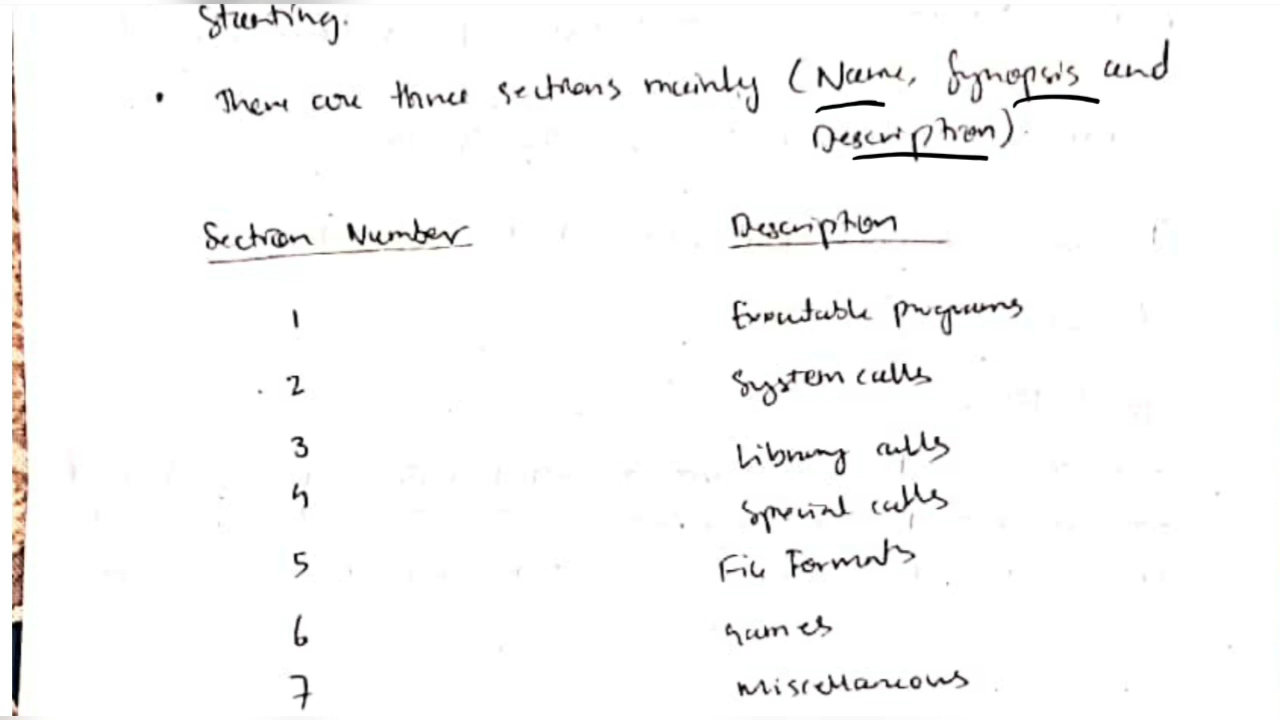 Starting.
• There are three sections mainly (Name, Synopsis and
Description).
Section Number Description
1 Executable programs
2 System calls
3 Library calls
4 Special calls
5 File Formats
6 games
7 Miscellaneous